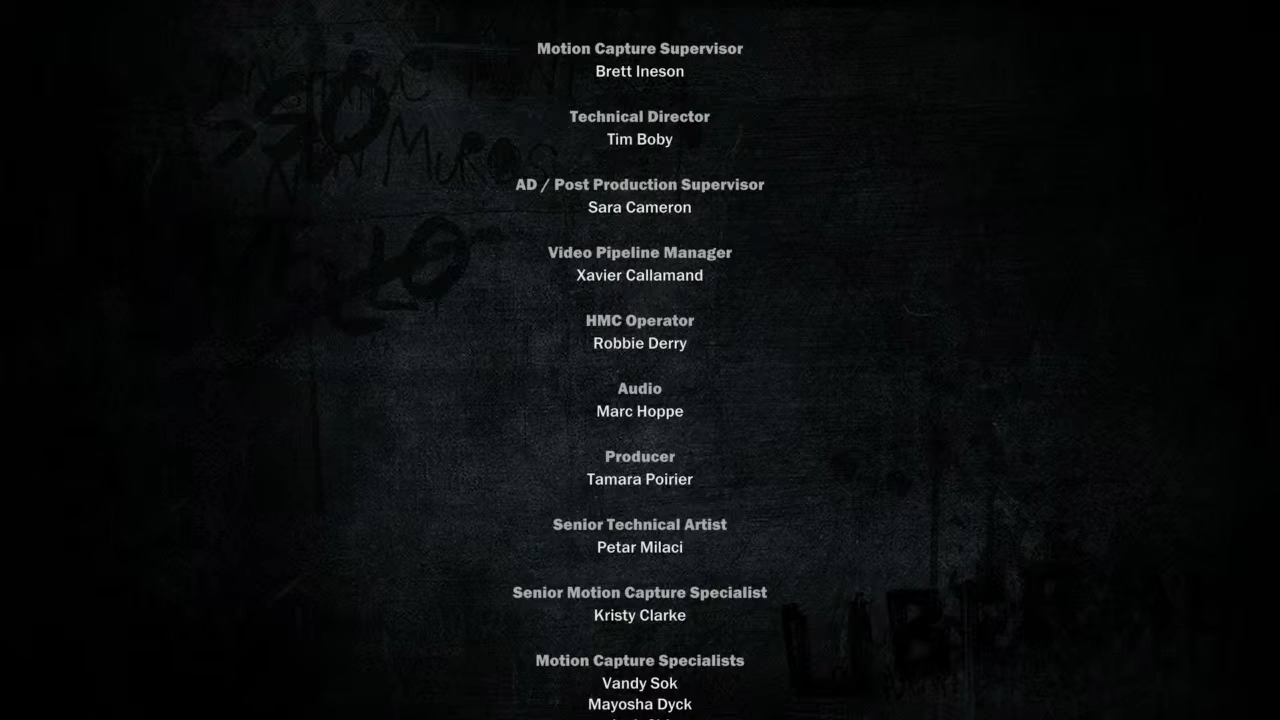 Motion Capture Supervisor
Brett Ineson
Technical Director
Tim Boby
AD / Post Production Supervisor
Sara Cameron
Video Pipeline Manager
Xavier Callamand
HMC Operator
Robbie Derry
Audio
Marc Hoppe
Producer
Tamara Poirier
Senior Technical Artist
Petar Milaci
Senior Motion Capture Specialist
Kristy Clarke
Motion Capture Specialists
Vandy Sok
Mayosha Dyck